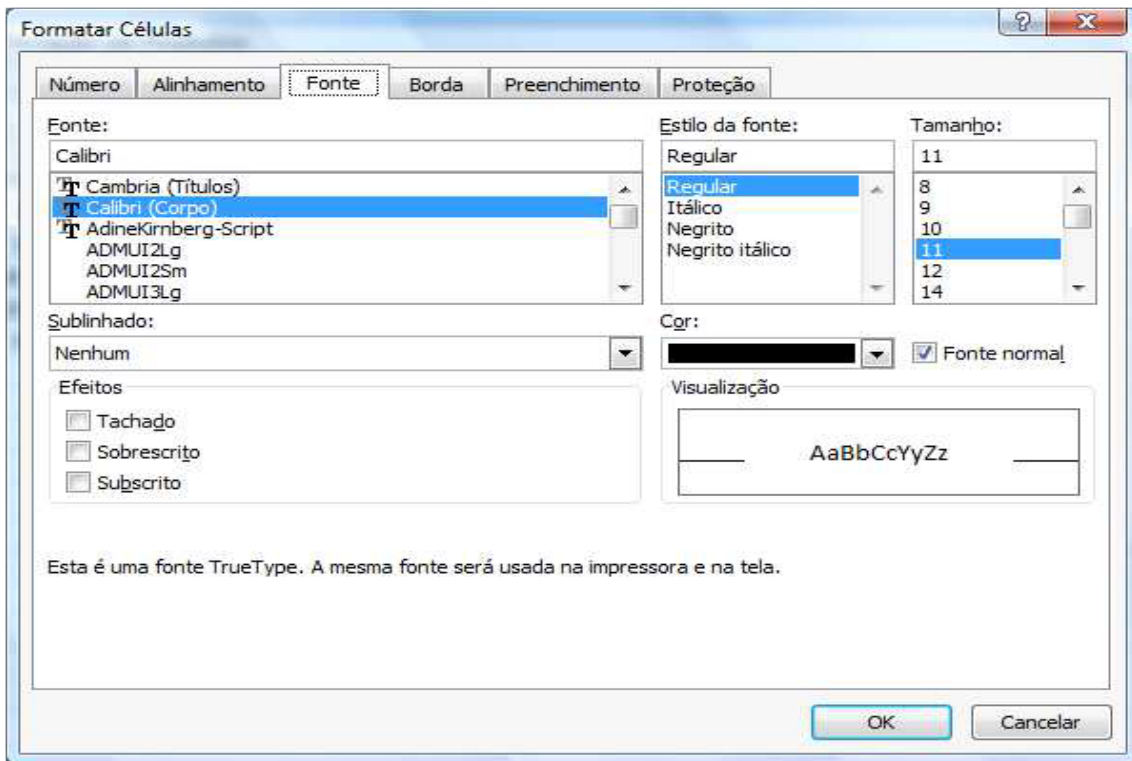 Formatar Células
Número Alinhamento Fonte Borda Preenchimento Proteção
Fonte: Estilo da fonte: Tamanho:
Calibri Regular 11
Cambria (Títulos) Regular 8
Calibri (Corpo) Itálico 9
AdineKirnberg-Script Negrito 10
ADMUI2Lg Negrito itálico 11
ADMUI2Sm 12
ADMUI3Lg 14
Sublinhado: Cor:
Nenhum Fonte normal
Efeitos Visualização
Tachado
Sobrescrito AaBbCcYyZz
Subscrito
Esta é uma fonte TrueType. A mesma fonte será usada na impressora e na tela.
OK Cancelar